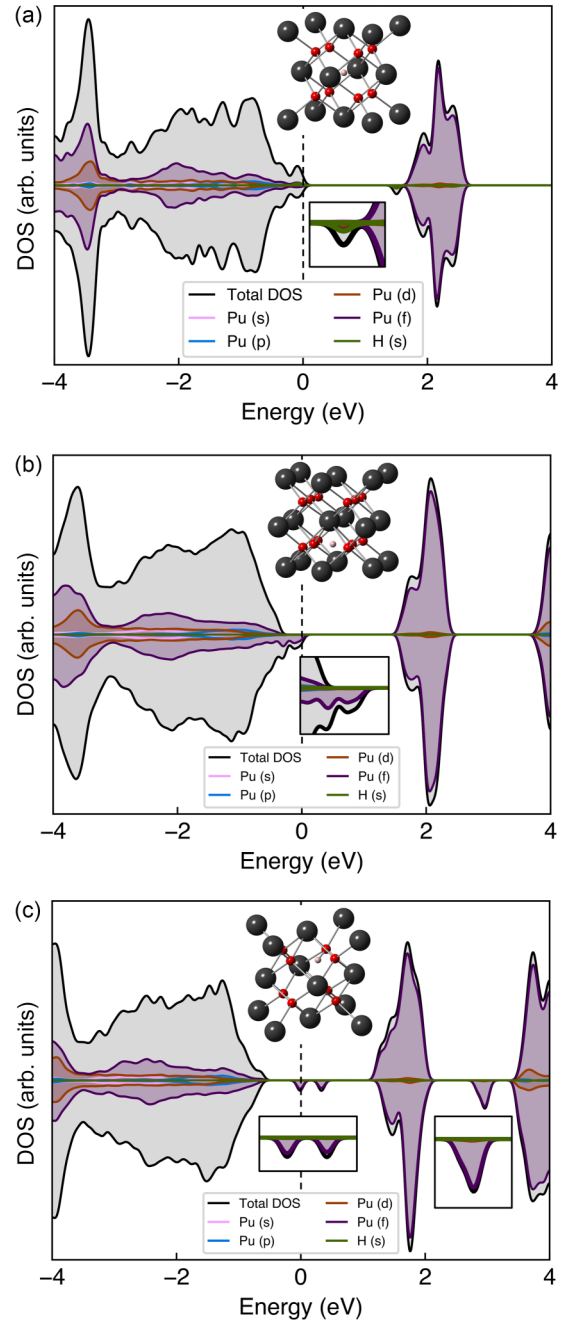 (a)
DOS (arb. units)
Total DOS
Pu (s)
Pu (p)
Pu (d)
Pu (f)
H (s)
−4 −2 0 2 4
Energy (eV)
(b)
DOS (arb. units)
Total DOS
Pu (s)
Pu (p)
Pu (d)
Pu (f)
H (s)
−4 −2 0 2 4
Energy (eV)
(c)
DOS (arb. units)
Total DOS
Pu (s)
Pu (p)
Pu (d)
Pu (f)
H (s)
−4 −2 0 2 4
Energy (eV)